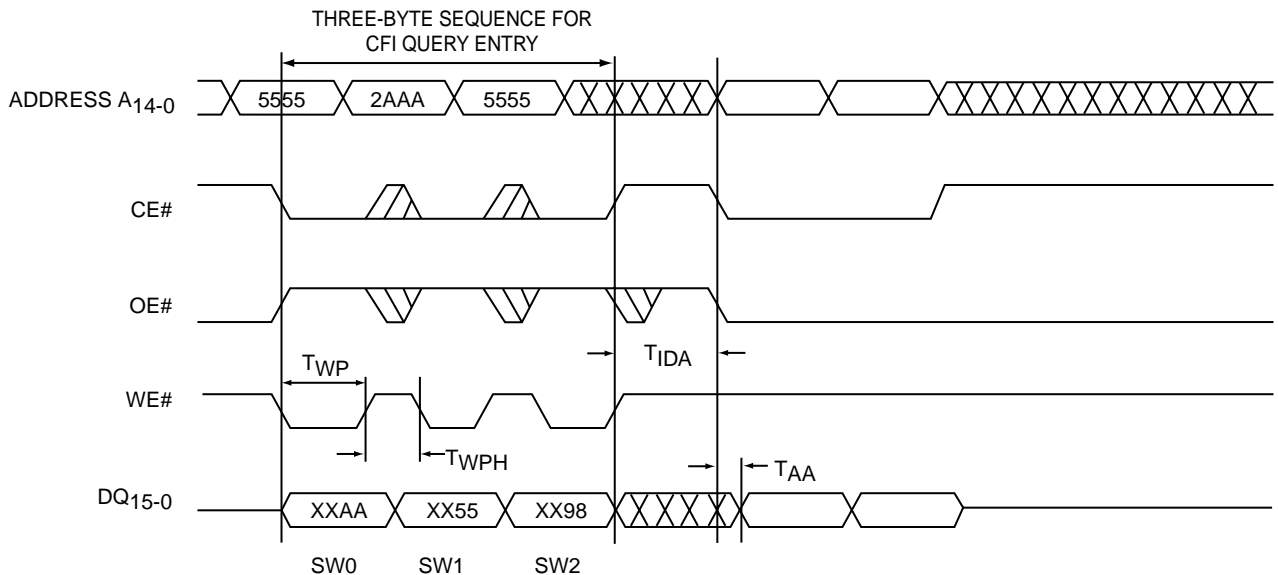 THREE-BYTE SEQUENCE FOR
CFI QUERY ENTRY
ADDRESS A14-0
5555
2AAA
5555
CE#
OE#
TIDA
TWP
WE#
TWPH
TAA
DQ15-0
XXAA
XX55
XX98
SW0
SW1
SW2